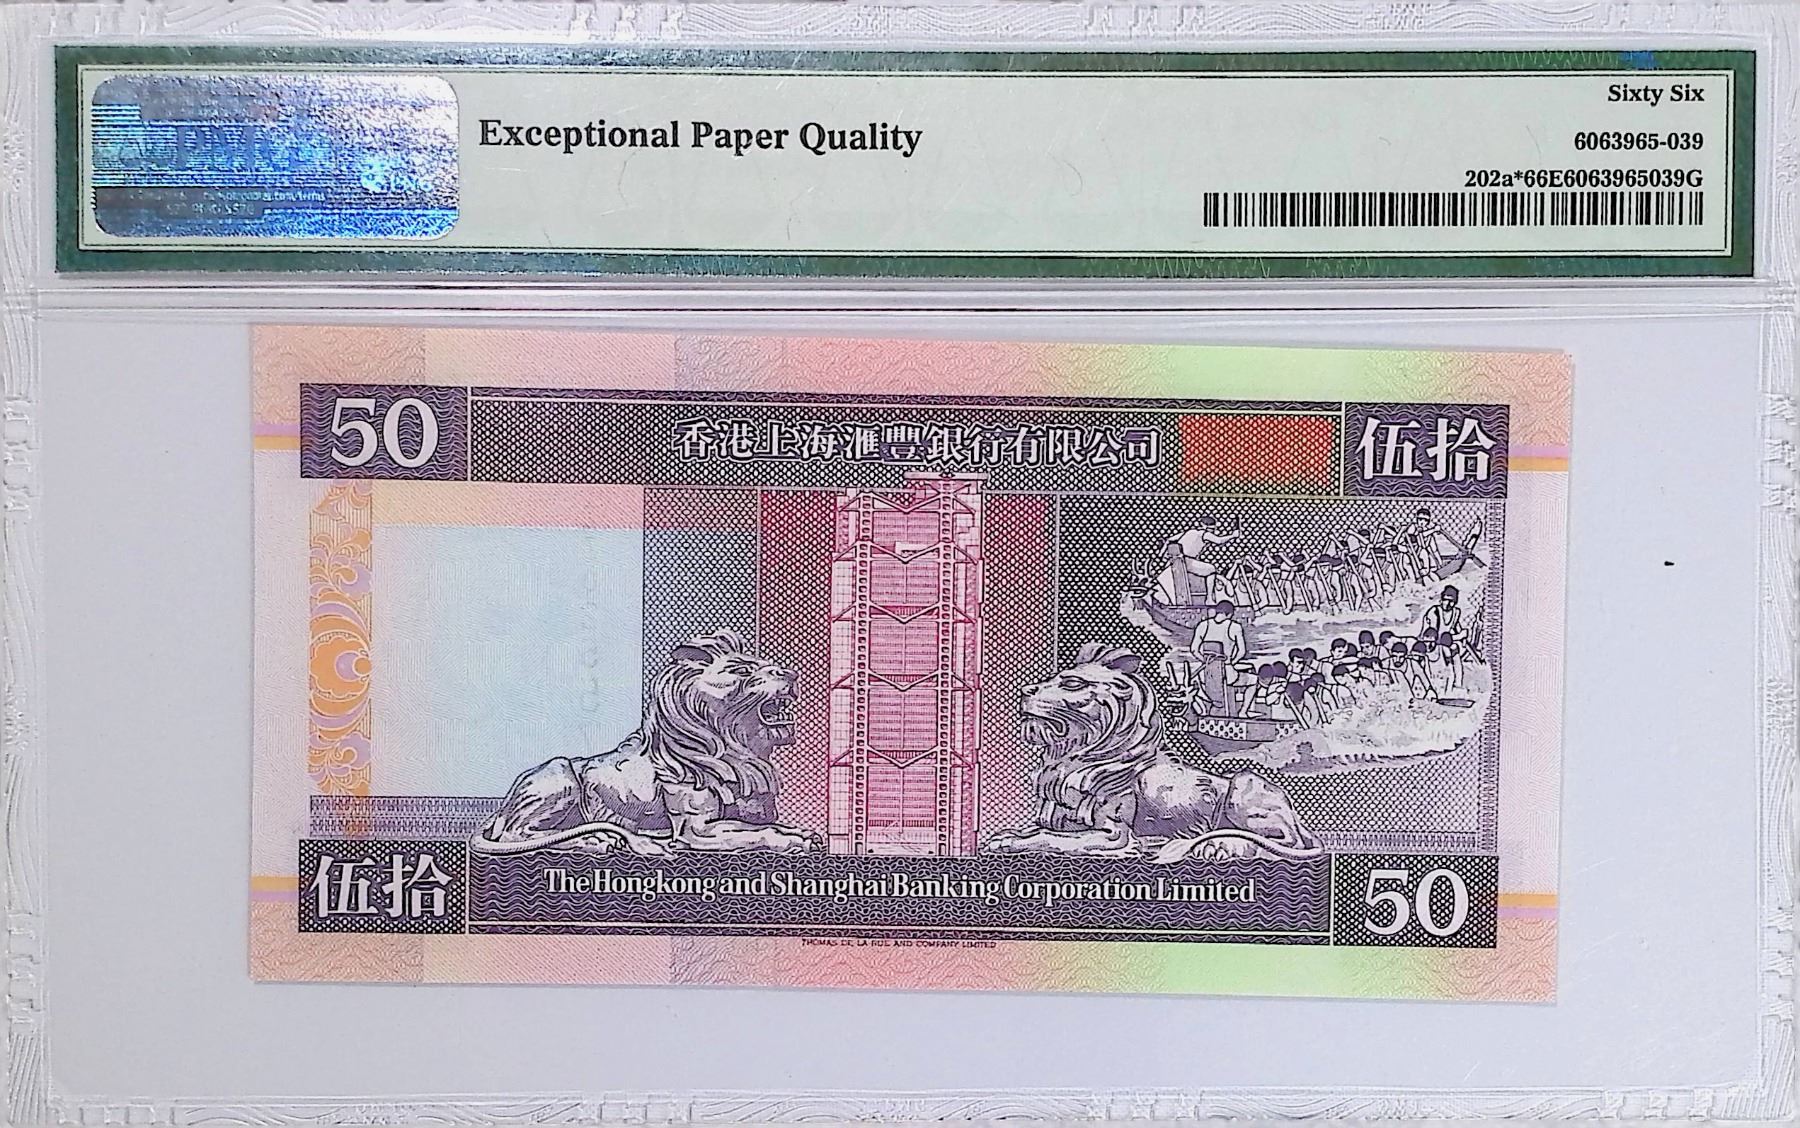 Sixty Six
Exceptional Paper Quality
6063965-039
202a*66E6063965039G
50
香港上海滙豐銀行有限公司
伍拾
伍拾
The Hongkong and Shanghai Banking Corporation Limited
50
THOMAS DE LA RUE AND COMPANY LIMITED